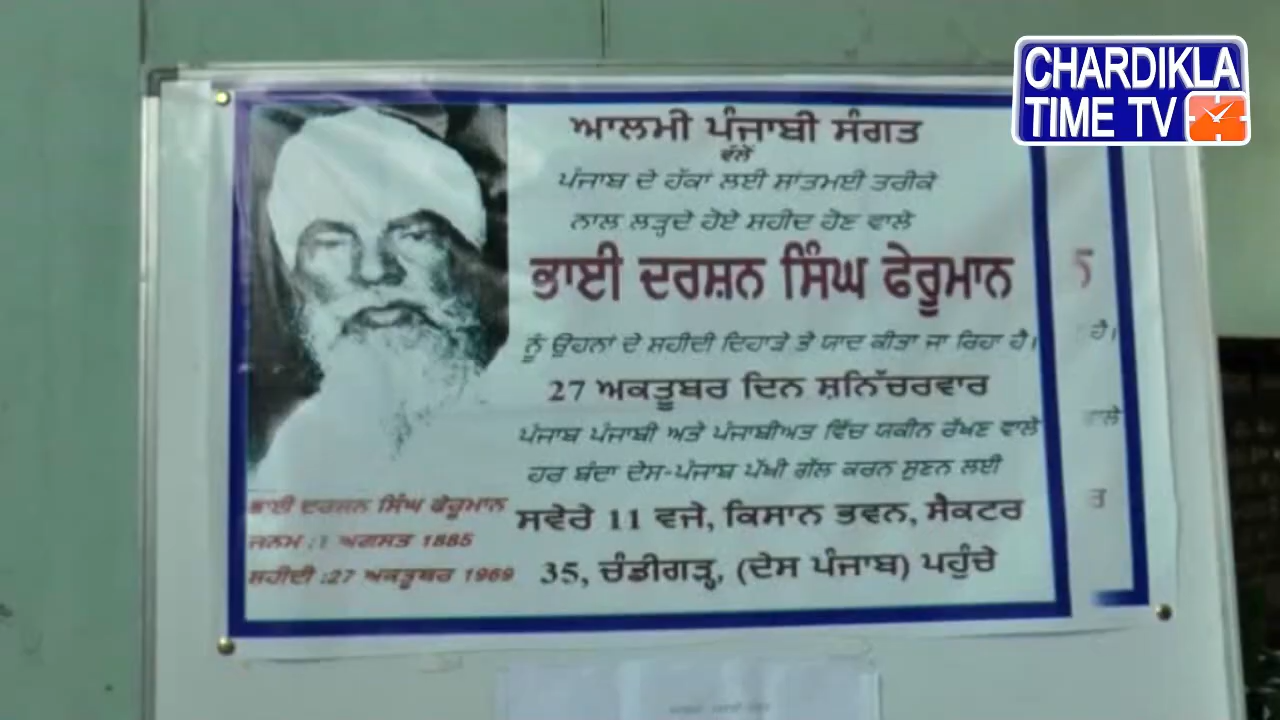 CHARDIKLA
TIME TV
ਆਲਮੀ ਪੰਜਾਬੀ ਸੰਗਤ
ਵੱਲੋਂ
ਪੰਜਾਬ ਦੇ ਹੱਕਾਂ ਲਈ ਸ਼ਾਂਤਮਈ ਤਰੀਕੇ
ਨਾਲ ਲੜ੍ਹਦੇ ਹੋਏ ਸ਼ਹੀਦ ਹੋਣ ਵਾਲੇ
ਭਾਈ ਦਰਸ਼ਨ ਸਿੰਘ ਫੇਰੂਮਾਨ
ਨੂੰ ਉਹਨਾਂ ਦੇ ਸ਼ਹੀਦੀ ਦਿਹਾੜੇ ਤੇ ਯਾਦ ਕੀਤਾ ਜਾ ਰਿਹਾ ਹੈ।
27 ਅਕਤੂਬਰ ਦਿਨ ਸ਼ਨਿੱਚਰਵਾਰ
ਪੰਜਾਬ ਪੰਜਾਬੀ ਅਤੇ ਪੰਜਾਬੀਅਤ ਵਿੱਚ ਯਕੀਨ ਰੱਖਣ ਵਾਲੇ
ਹਰ ਬੰਦਾ ਦੇਸ-ਪੰਜਾਬ ਪੱਖੀ ਗੱਲ ਕਰਨ ਸੁਣਨ ਲਈ
ਸਵੇਰੇ 11 ਵਜੇ, ਕਿਸਾਨ ਭਵਨ, ਸੈਕਟਰ
35, ਚੰਡੀਗੜ੍ਹ, (ਦੇਸ ਪੰਜਾਬ) ਪਹੁੰਚੇ
ਭਾਈ ਦਰਸ਼ਨ ਸਿੰਘ ਫੇਰੂਮਾਨ
ਜਨਮ :1 ਅਗਸਤ 1885
ਸ਼ਹੀਦੀ :27 ਅਕਤੂਬਰ 1969
ਹੈ।
ਵਾਲੇ